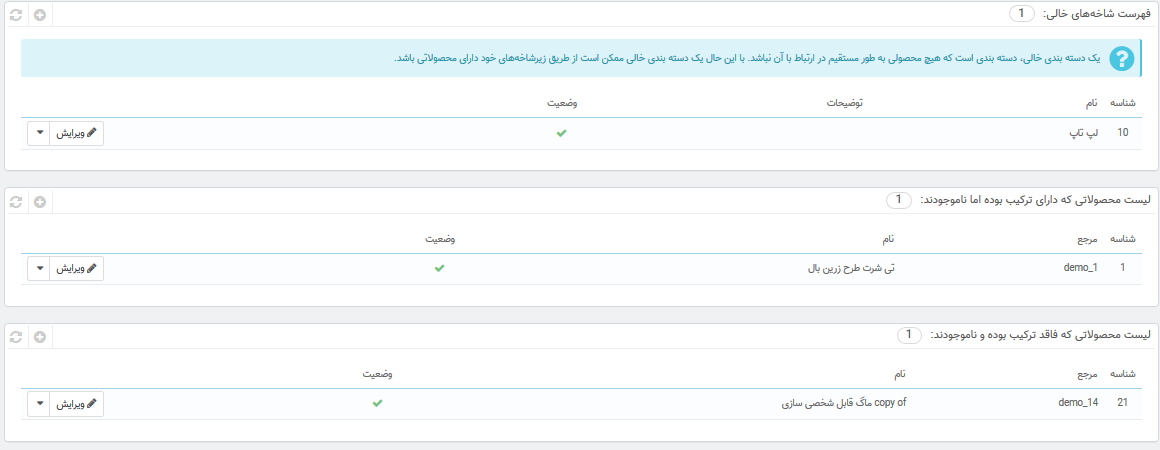 فهرست شاخه‌های خالی: 1
یک دسته بندی خالی، دسته بندی است که هیچ محصولی به طور مستقیم در ارتباط با آن نباشد. با این حال یک دسته بندی خالی ممکن است از طریق زیرشاخه‌های خود دارای محصولاتی باشد.
شناسه نام توضیحات وضعیت
10 لپ تاپ ویرایش
لیست محصولاتی که دارای ترکیب بوده اما ناموجودند: 1
شناسه مرجع نام وضعیت
1 demo_1 تی شرت طرح زرین بال ویرایش
لیست محصولاتی که فاقد ترکیب بوده و ناموجودند: 1
شناسه مرجع نام وضعیت
21 demo_14 copy of ماگ قابل شخصی سازی ویرایش